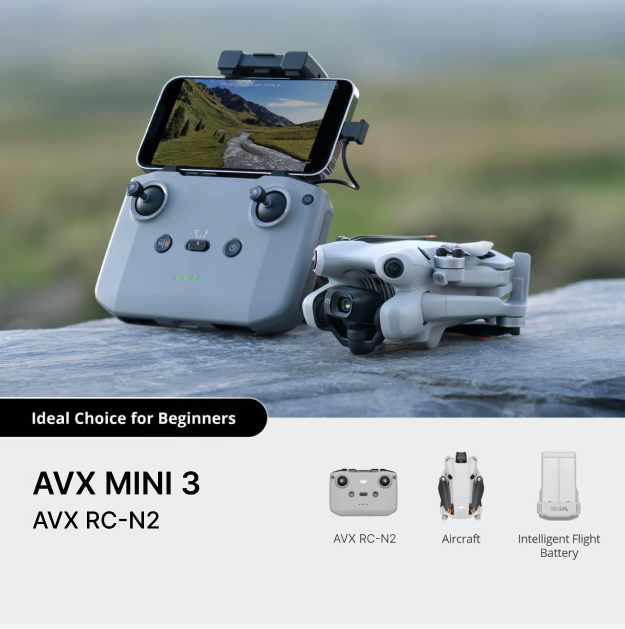 Ideal Choice for Beginners
AVX MINI 3
AVX RC-N2
AVX RC-N2
Aircraft
Intelligent Flight
Battery